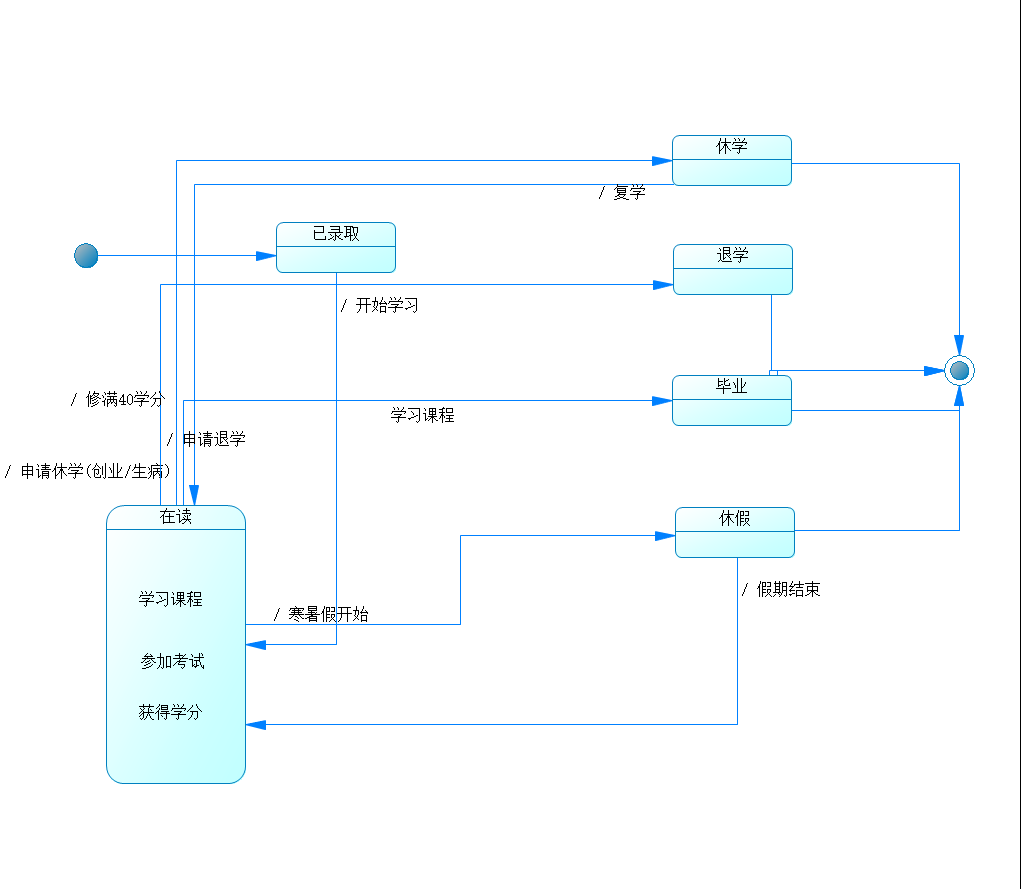 休学
/ 复学
已录取
退学
/ 开始学习
毕业
/ 修满40学分
学习课程
/ 申请退学
/ 申请休学(创业/生病)
在读
休假
/ 假期结束
学习课程
/ 寒暑假开始
参加考试
获得学分